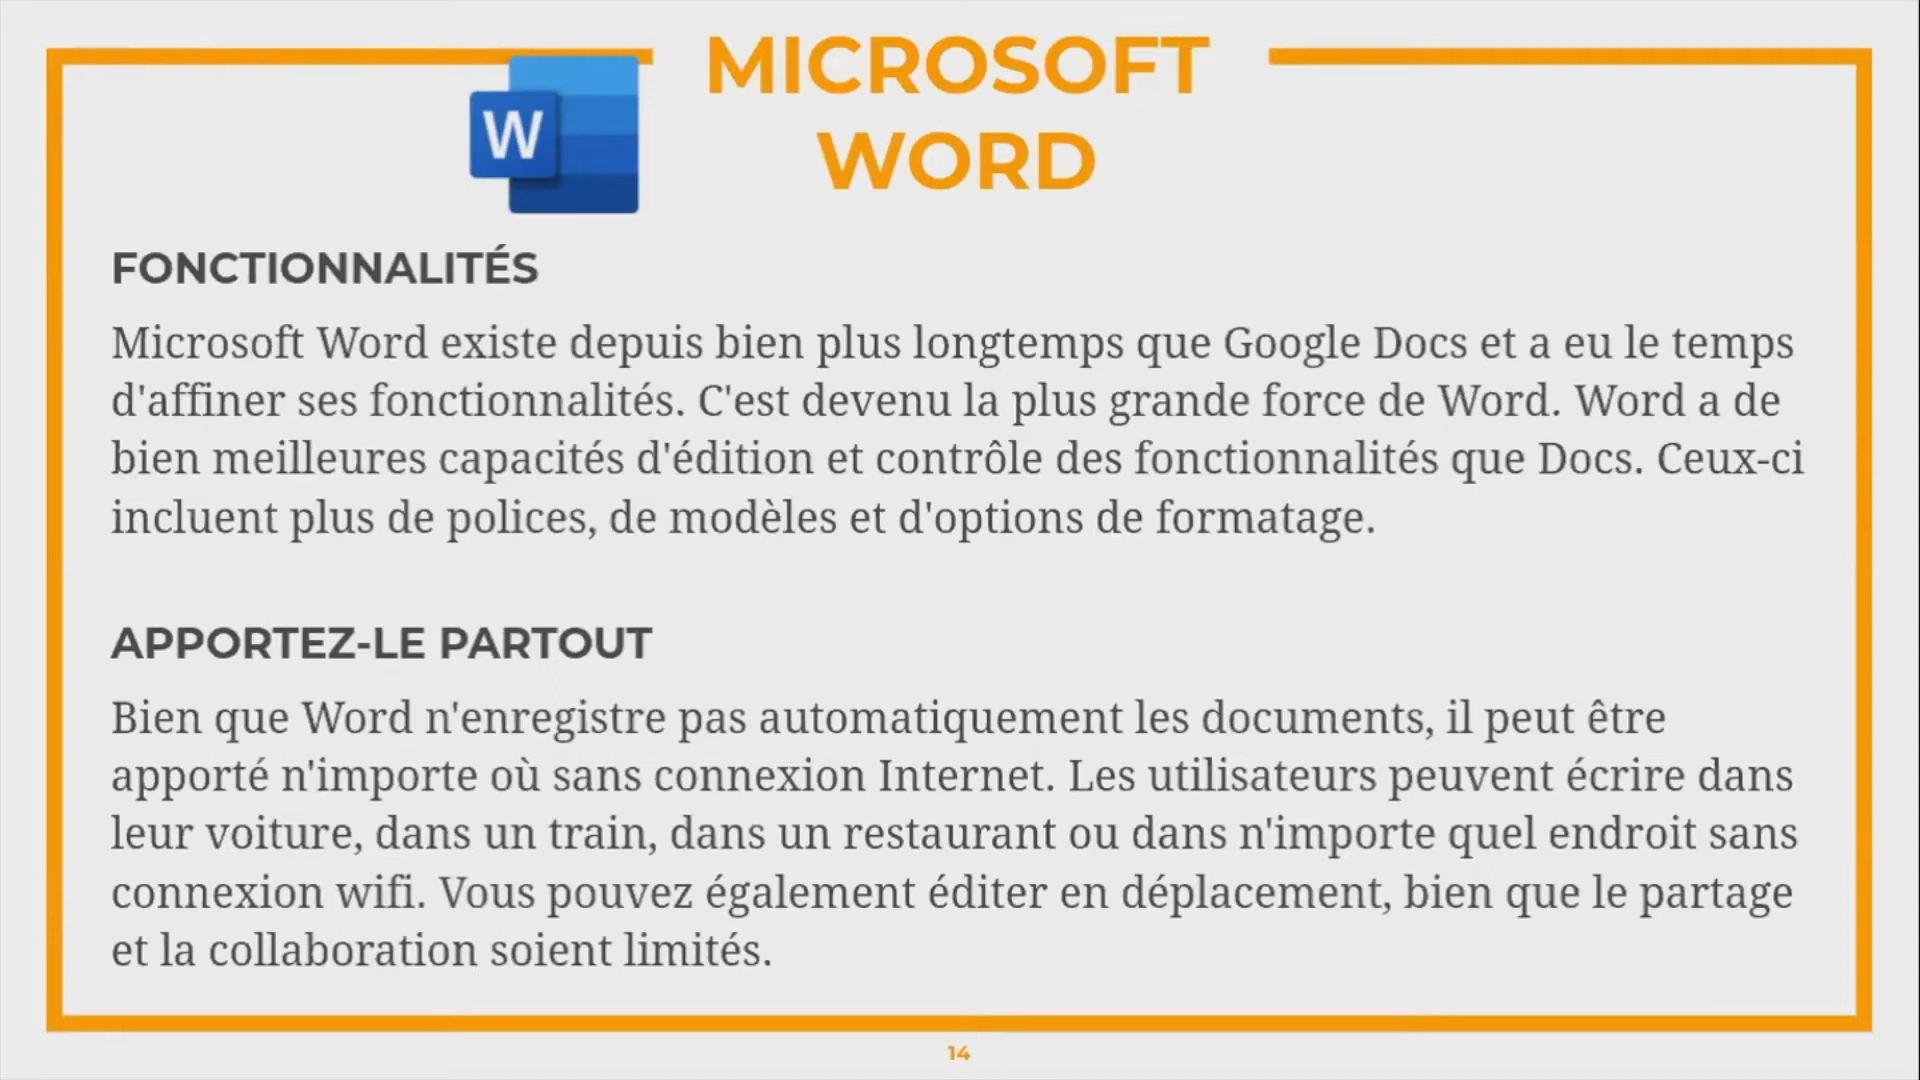 MICROSOFT
WORD
W
FONCTIONNALITÉS
Microsoft Word existe depuis bien plus longtemps que Google Docs et a eu le temps
d'affiner ses fonctionnalités. C'est devenu la plus grande force de Word. Word a de
bien meilleures capacités d'édition et contrôle des fonctionnalités que Docs. Ceux-ci
incluent plus de polices, de modèles et d'options de formatage.
APPORTEZ-LE PARTOUT
Bien que Word n'enregistre pas automatiquement les documents, il peut être
apporté n'importe où sans connexion Internet. Les utilisateurs peuvent écrire dans
leur voiture, dans un train, dans un restaurant ou dans n'importe quel endroit sans
connexion wifi. Vous pouvez également éditer en déplacement, bien que le partage
et la collaboration soient limités.
14